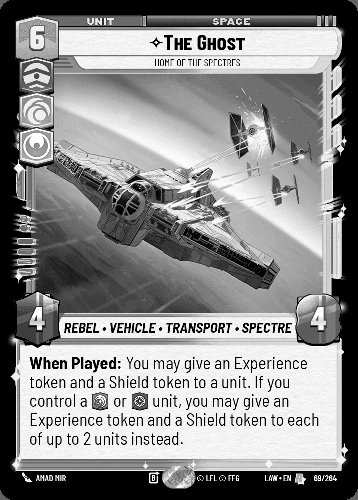 UNIT
SPACE
6
✧The Ghost
HOME OF THE SPECTRES
4
4
REBEL • VEHICLE • TRANSPORT • SPECTRE
When Played: You may give an Experience
token and a Shield token to a unit. If you
control a or unit, you may give an
Experience token and a Shield token to each
of up to 2 units instead.
ANAD MIR
© LFL © FFG
LAW • EN
69/264